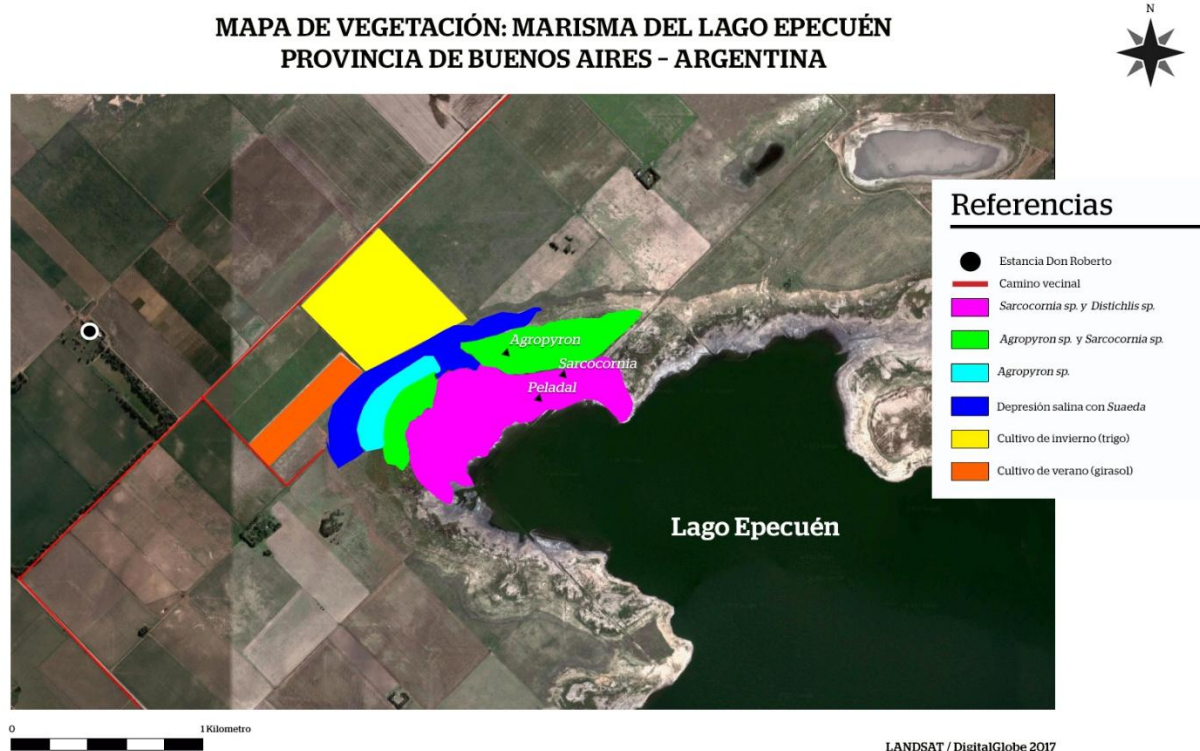 MAPA DE VEGETACIÓN: MARISMA DEL LAGO EPECUÉN
PROVINCIA DE BUENOS AIRES – ARGENTINA
N
Referencias
Estancia Don Roberto
Camino vecinal
Sarcocornia sp. y Distichlis sp.
Agropyron sp. y Sarcocornia sp.
Agropyron sp.
Depresión salina con Suaeda
Cultivo de invierno (trigo)
Cultivo de verano (girasol)
Agropyron
Sarcocornia
Peladal
Lago Epecuén
0
1 Kilometro
LANDSAT / DigitalGlobe 2017